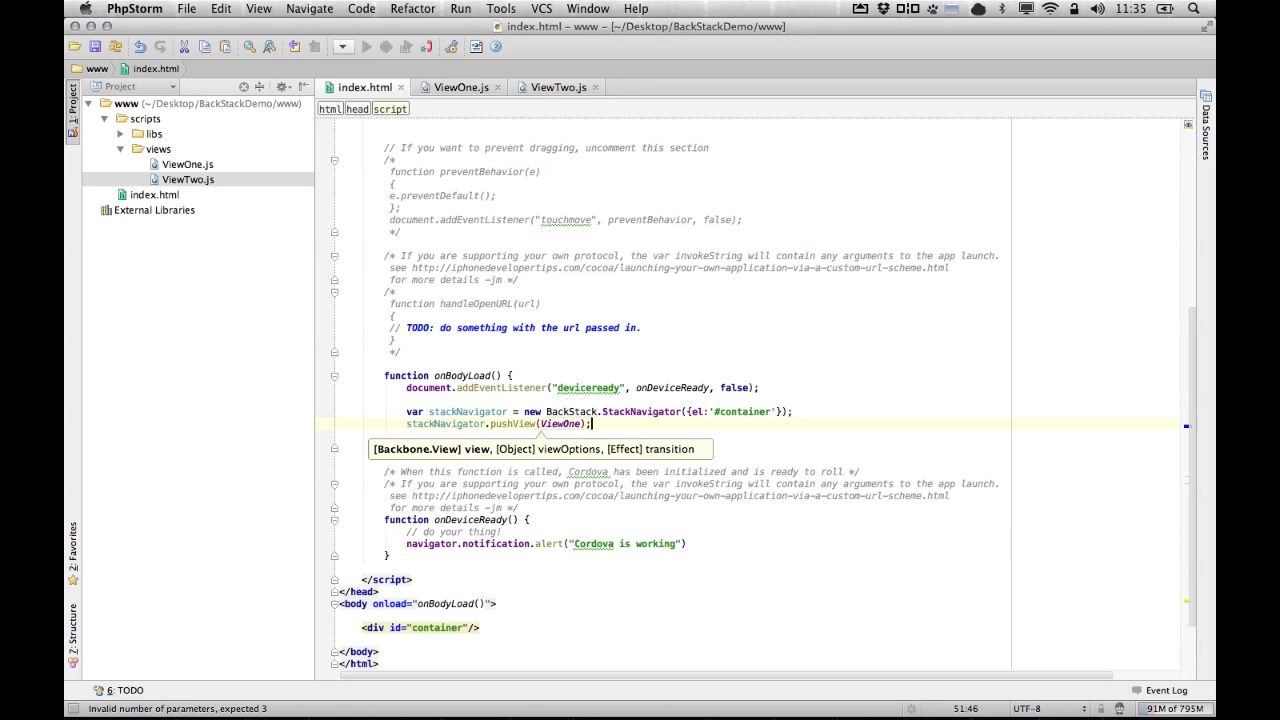 PhpStorm File Edit View Navigate Code Refactor Run Tools VCS Window Help 11:35
index.html - www - [~/Desktop/BackStackDemo/www]
www index.html
Project
index.html ViewOne.js ViewTwo.js
1: Project
www (~/Desktop/BackStackDemo/www)
scripts
libs
views
ViewOne.js
ViewTwo.js
index.html
External Libraries
2: Favorites
7: Structure
html head script
// If you want to prevent dragging, uncomment this section
/*
function preventBehavior(e)
{
e.preventDefault();
};
document.addEventListener("touchmove", preventBehavior, false);
*/
/* If you are supporting your own protocol, the var invokeString will contain any arguments to the app launch.
see http://iphonedevelopertips.com/cocoa/launching-your-own-application-via-a-custom-url-scheme.html
for more details -jm */
/*
function handleOpenURL(url)
{
// TODO: do something with the url passed in.
}
*/
function onBodyLoad() {
document.addEventListener("deviceready", onDeviceReady, false);
var stackNavigator = new BackStack.StackNavigator({el:'#container'});
stackNavigator.pushView(ViewOne);
[Backbone.View] view, [Object] viewOptions, [Effect] transition
/* When this function is called, Cordova has been initialized and is ready to roll */
/* If you are supporting your own protocol, the var invokeString will contain any arguments to the app launch.
see http://iphonedevelopertips.com/cocoa/launching-your-own-application-via-a-custom-url-scheme.html
for more details -jm */
function onDeviceReady() {
// do your thing!
navigator.notification.alert("Cordova is working")
}
</script>
</head>
<body onload="onBodyLoad()">
<div id="container"/>
</body>
</html>
Data Sources
6: TODO Event Log
Invalid number of parameters, expected 3 51:46 UTF-8 91M of 795M